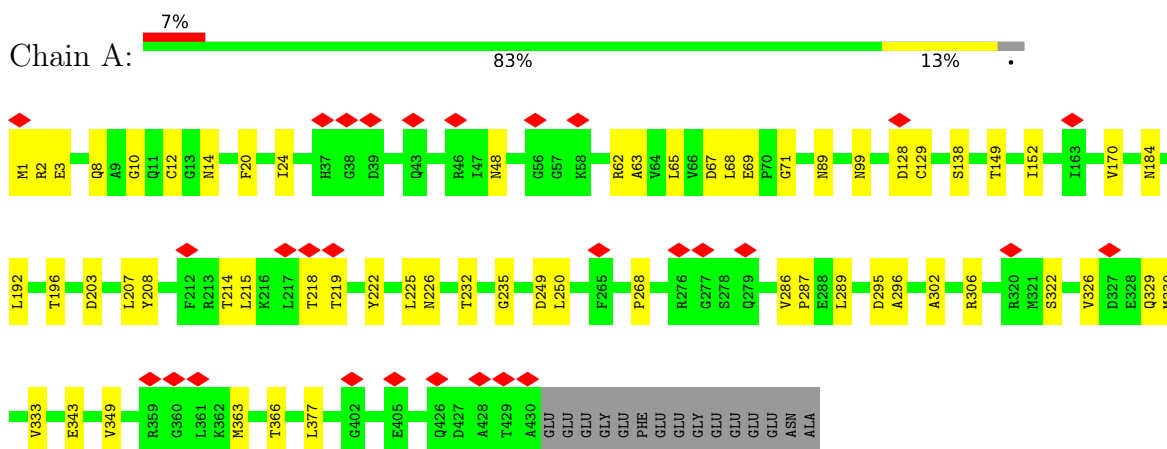 7%
Chain A:
83% 13% •
M1 R2 E3 Q8 A9 G10 Q11 C12 G13 N14 F20 I24 H37 G38 D39 Q43 R46 I47 N48 G56 G57 K58 R62 A63 V64 L65 V66 D67 L68 E69 P70 G71 N89 N99 D128 C129 S138 T149 I152 I163 V170 N184
L192 T196 D203 L207 Y208 F212 R213 T214 L215 K216 L217 T218 T219 Y222 L225 N226 T232 G235 D249 L250 F265 P268 R276 G277 S278 Q279 V286 P287 E288 L289 D295 A296 A302 R306 R320 M321 S322 V326 D327 E328 Q329
V333 E343 V349 R359 G360 L361 K362 M363 T366 L377 G402 E405 Q426 D427 A428 T429 A430 GLU GLU GLU GLY GLU PHE GLU GLU GLY GLU GLU GLU GLU ASN ALA